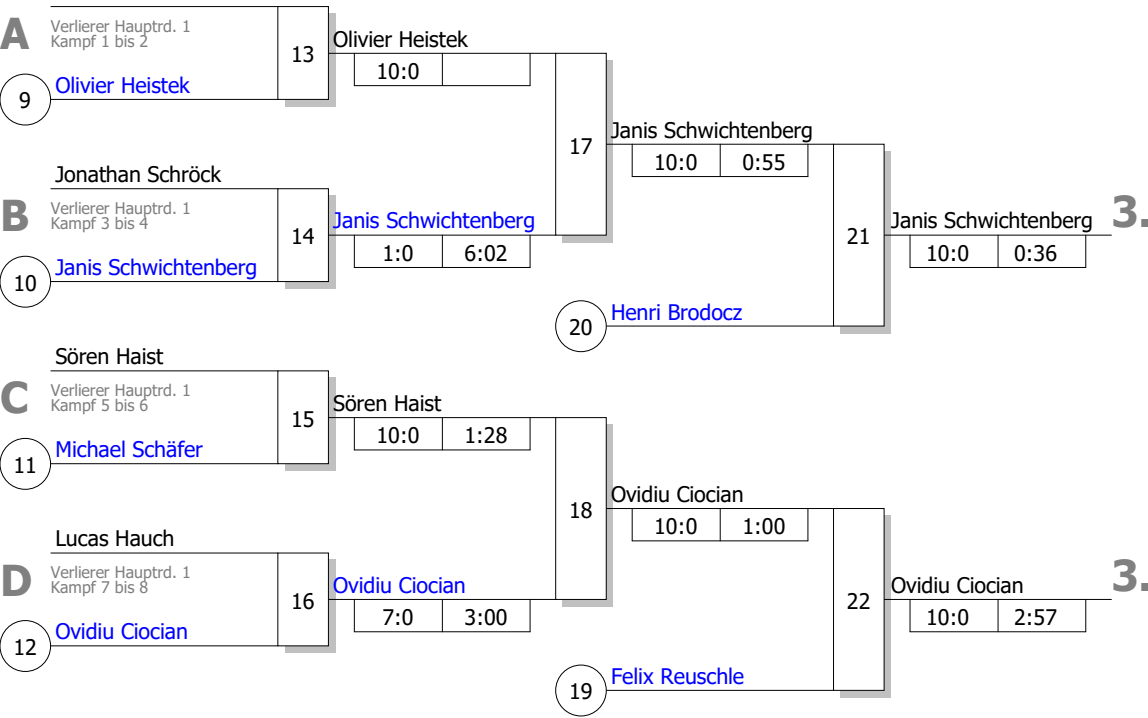 A
Verlierer Hauptrd. 1
Kampf 1 bis 2
13
Olivier Heistek
10:0
9
Olivier Heistek
17
Janis Schwichtenberg
10:0 0:55
Jonathan Schröck
B
Verlierer Hauptrd. 1
Kampf 3 bis 4
14
Janis Schwichtenberg
1:0 6:02
10
Janis Schwichtenberg
21
Janis Schwichtenberg
3.
10:0 0:36
20
Henri Brodocz
Sören Haist
C
Verlierer Hauptrd. 1
Kampf 5 bis 6
15
Sören Haist
10:0 1:28
11
Michael Schäfer
18
Ovidiu Ciocian
10:0 1:00
Lucas Hauch
D
Verlierer Hauptrd. 1
Kampf 7 bis 8
16
Ovidiu Ciocian
7:0 3:00
12
Ovidiu Ciocian
22
Ovidiu Ciocian
3.
10:0 2:57
19
Felix Reuschle